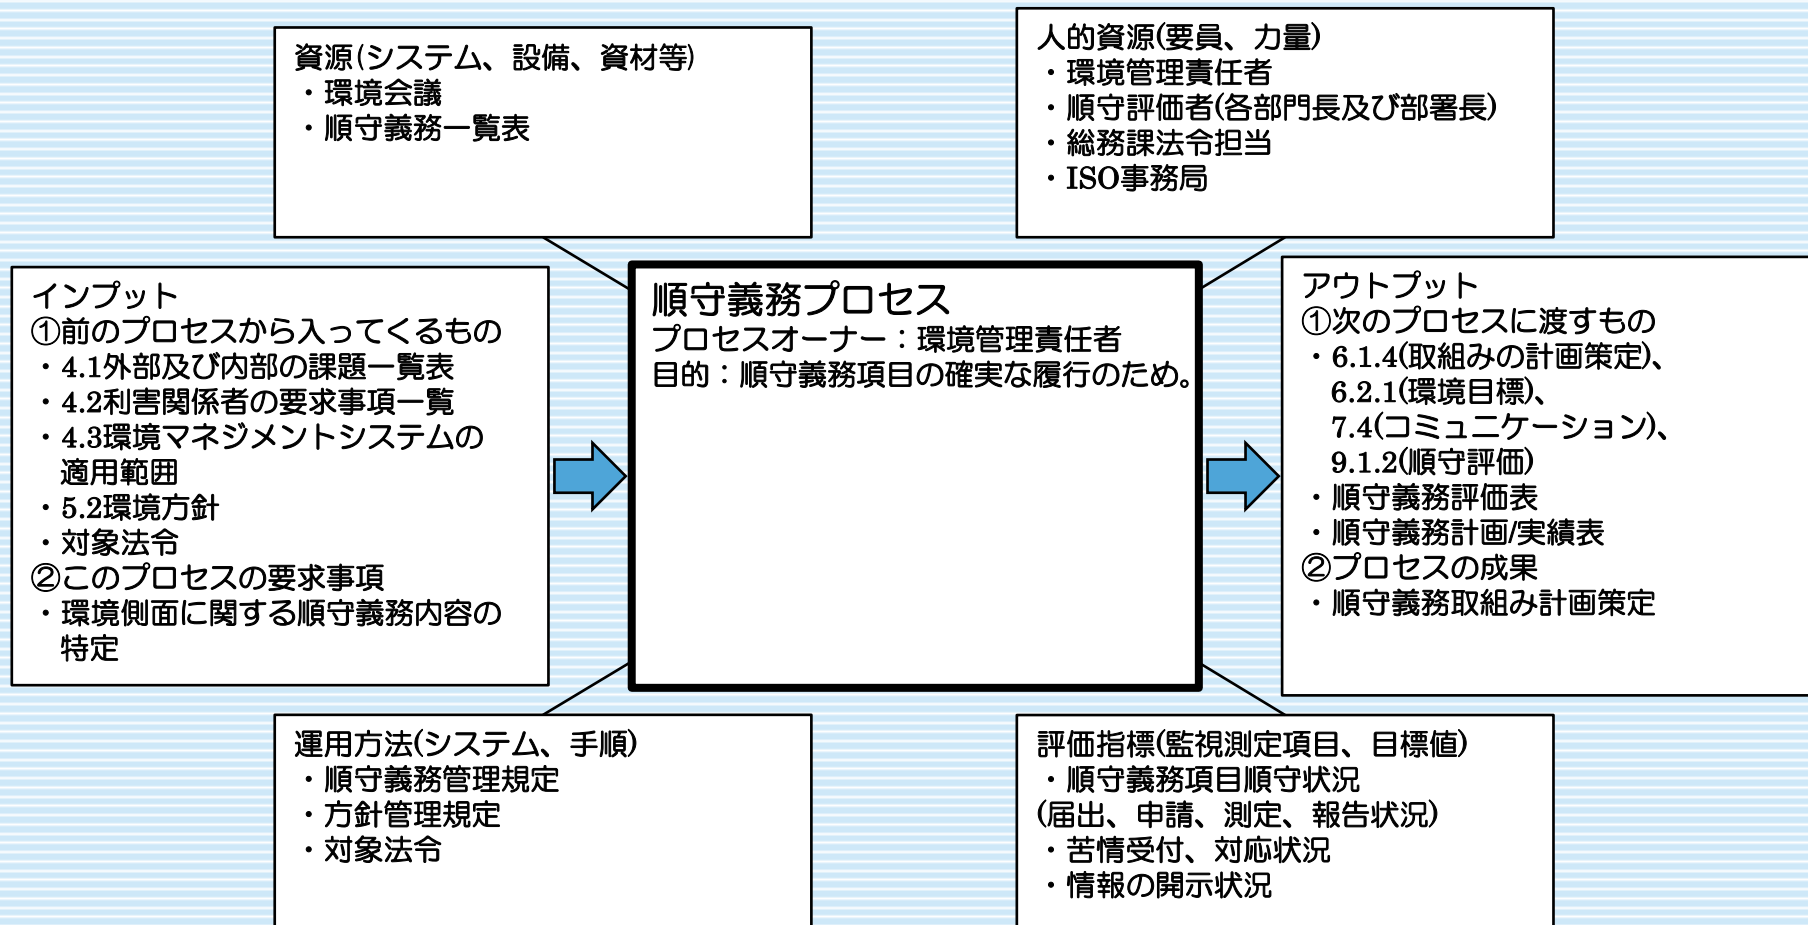 資源(システム、設備、資材等)
・環境会議
・順守義務一覧表
人的資源(要員、力量)
・環境管理責任者
・順守評価者(各部門長及び部署長)
・総務課法令担当
・ISO事務局
インプット
①前のプロセスから入ってくるもの
・4.1外部及び内部の課題一覧表
・4.2利害関係者の要求事項一覧
・4.3環境マネジメントシステムの
適用範囲
・5.2環境方針
・対象法令
②このプロセスの要求事項
・環境側面に関する順守義務内容の
特定
順守義務プロセス
プロセスオーナー：環境管理責任者
目的：順守義務項目の確実な履行のため。
アウトプット
①次のプロセスに渡すもの
・6.1.4(取組みの計画策定)、
6.2.1(環境目標)、
7.4(コミュニケーション)、
9.1.2(順守評価)
・順守義務評価表
・順守義務計画/実績表
②プロセスの成果
・順守義務取組み計画策定
運用方法(システム、手順)
・順守義務管理規定
・方針管理規定
・対象法令
評価指標(監視測定項目、目標値)
・順守義務項目順守状況
(届出、申請、測定、報告状況)
・苦情受付、対応状況
・情報の開示状況